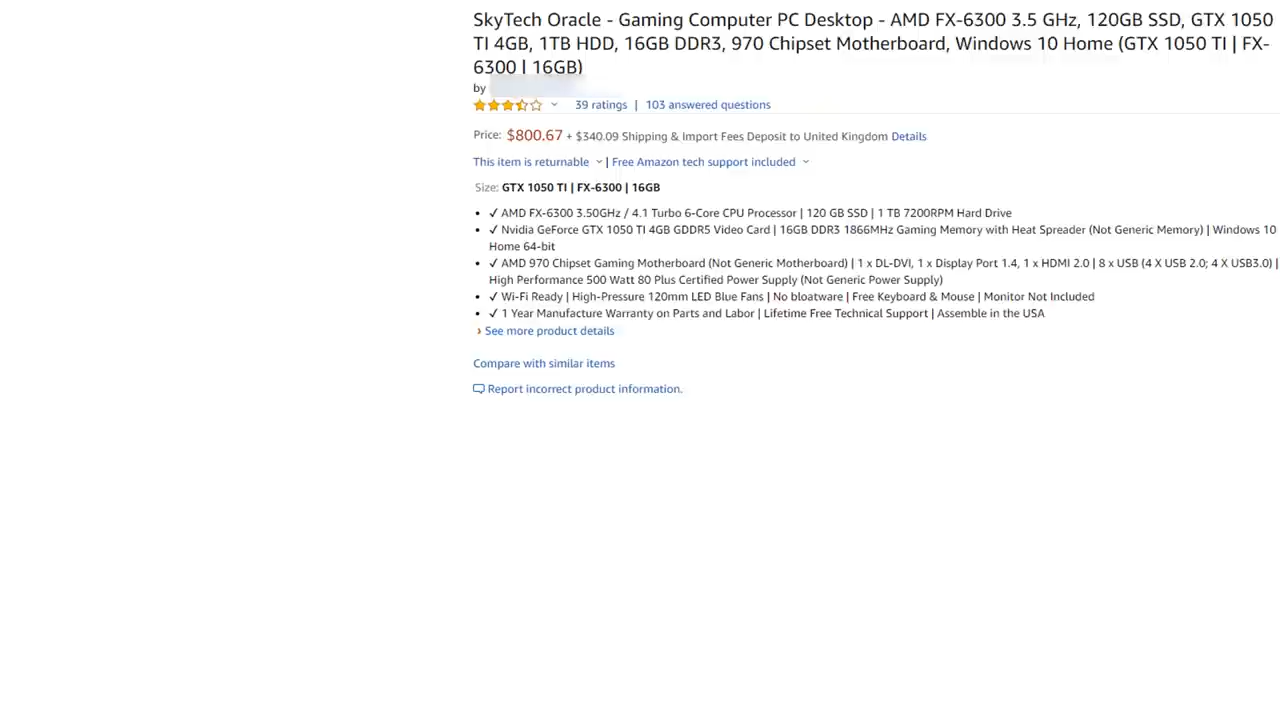 SkyTech Oracle - Gaming Computer PC Desktop - AMD FX-6300 3.5 GHz, 120GB SSD, GTX 1050
TI 4GB, 1TB HDD, 16GB DDR3, 970 Chipset Motherboard, Windows 10 Home (GTX 1050 TI | FX-
6300 | 16GB)
by
39 ratings | 103 answered questions
Price: $800.67 + $340.09 Shipping & Import Fees Deposit to United Kingdom Details
This item is returnable | Free Amazon tech support included
Size: GTX 1050 TI | FX-6300 | 16GB
• ✓ AMD FX-6300 3.50GHz / 4.1 Turbo 6-Core CPU Processor | 120 GB SSD | 1 TB 7200RPM Hard Drive
• ✓ Nvidia GeForce GTX 1050 TI 4GB GDDR5 Video Card | 16GB DDR3 1866MHz Gaming Memory with Heat Spreader (Not Generic Memory) | Windows 10
Home 64-bit
• ✓ AMD 970 Chipset Gaming Motherboard (Not Generic Motherboard) | 1 x DL-DVI, 1 x Display Port 1.4, 1 x HDMI 2.0 | 8 x USB (4 X USB 2.0; 4 X USB3.0) |
High Performance 500 Watt 80 Plus Certified Power Supply (Not Generic Power Supply)
• ✓ Wi-Fi Ready | High-Pressure 120mm LED Blue Fans | No bloatware | Free Keyboard & Mouse | Monitor Not Included
• ✓ 1 Year Manufacture Warranty on Parts and Labor | Lifetime Free Technical Support | Assemble in the USA
› See more product details
Compare with similar items
Report incorrect product information.